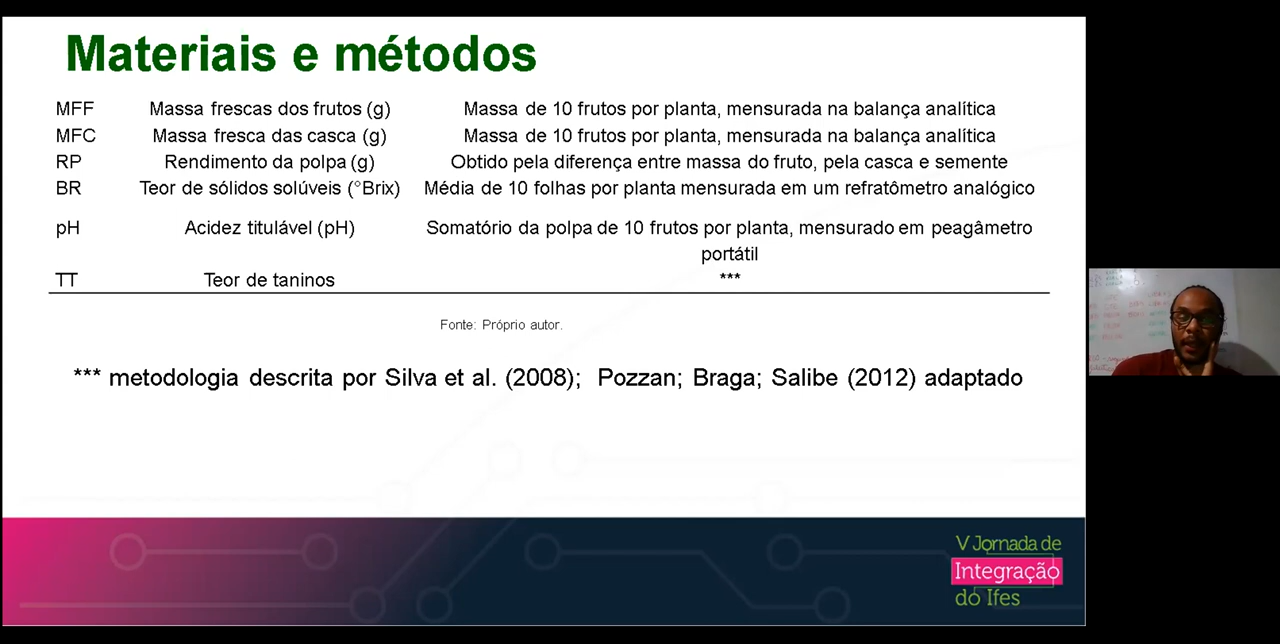 Materiais e métodos
MFF Massa frescas dos frutos (g) Massa de 10 frutos por planta, mensurada na balança analítica
MFC Massa fresca das casca (g) Massa de 10 frutos por planta, mensurada na balança analítica
RP Rendimento da polpa (g) Obtido pela diferença entre massa do fruto, pela casca e semente
BR Teor de sólidos solúveis (°Brix) Média de 10 folhas por planta mensurada em um refratômetro analógico
pH Acidez titulável (pH) Somatório da polpa de 10 frutos por planta, mensurado em peagâmetro
portátil
TT Teor de taninos ***
Fonte: Próprio autor.
*** metodologia descrita por Silva et al. (2008); Pozzan; Braga; Salibe (2012) adaptado
V Jornada de
Integração
do Ifes